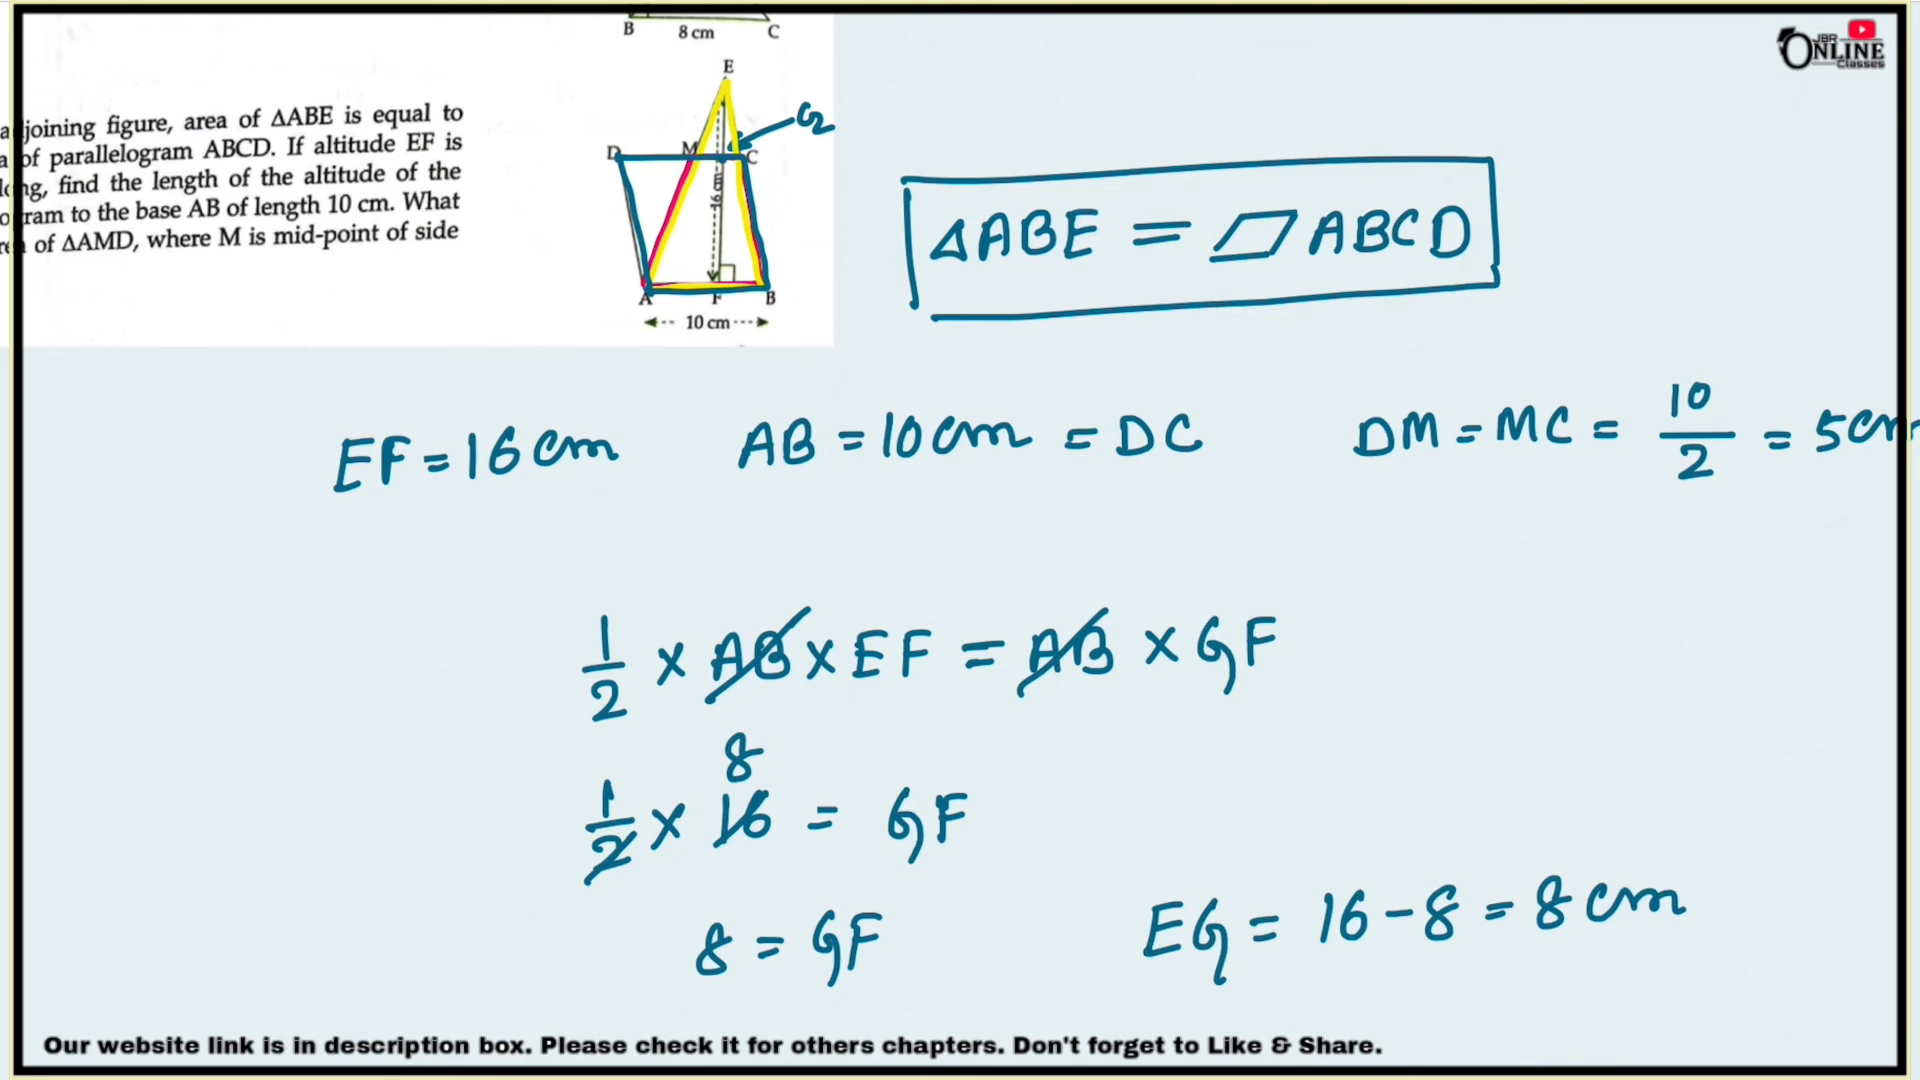 B 8 cm C
JBR
ONLINE
Classes
E
G
joining figure, area of ΔABE is equal to
of parallelogram ABCD. If altitude EF is
find the length of the altitude of the
ram to the base AB of length 10 cm. What
of ΔAMD, where M is mid-point of side
D M C
16
A F B
10 cm
ΔABE = ▱ABCD
EF = 16 cm AB = 10 cm = DC DM = MC = 10/2 = 5 cm
1/2 × AB × EF = AB × GF
8
1/2 × 16 = GF
8 = GF EG = 16 - 8 = 8 cm
Our website link is in description box. Please check it for others chapters. Don't forget to Like & Share.